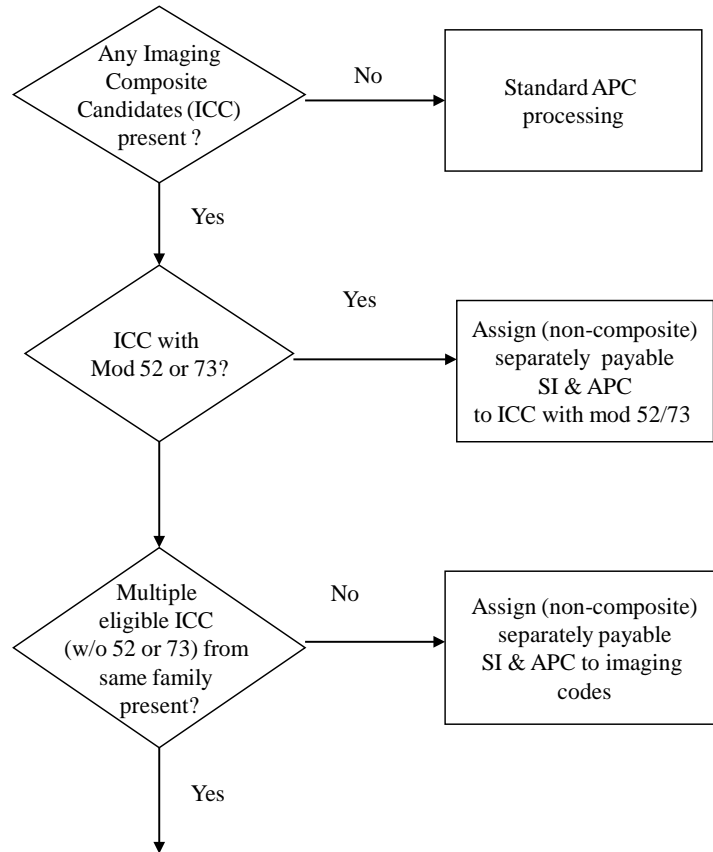 Any Imaging
Composite
Candidates (ICC)
present ?
No
Standard APC
processing
Yes
ICC with
Mod 52 or 73?
Yes
Assign (non-composite)
separately payable
SI & APC
to ICC with mod 52/73
Multiple
eligible ICC
(w/o 52 or 73) from
same family
present?
No
Assign (non-composite)
separately payable
SI & APC to imaging
codes
Yes